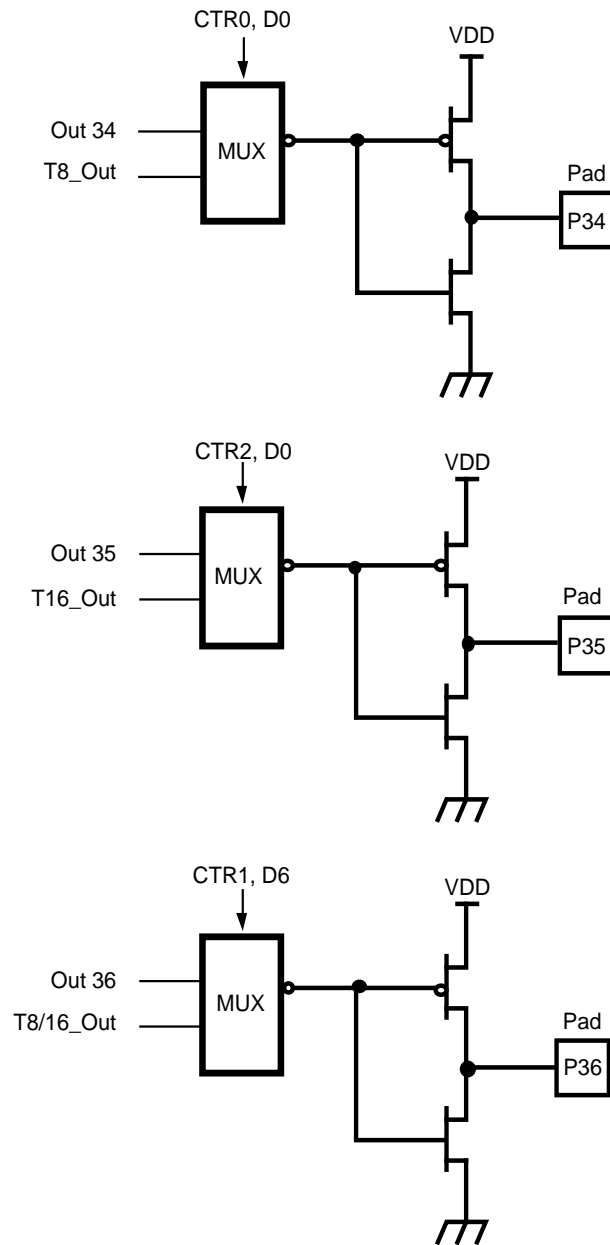 CTR0, D0
VDD
Out 34
MUX
T8_Out
Pad
P34
CTR2, D0
VDD
Out 35
MUX
T16_Out
Pad
P35
CTR1, D6
VDD
Out 36
MUX
T8/16_Out
Pad
P36